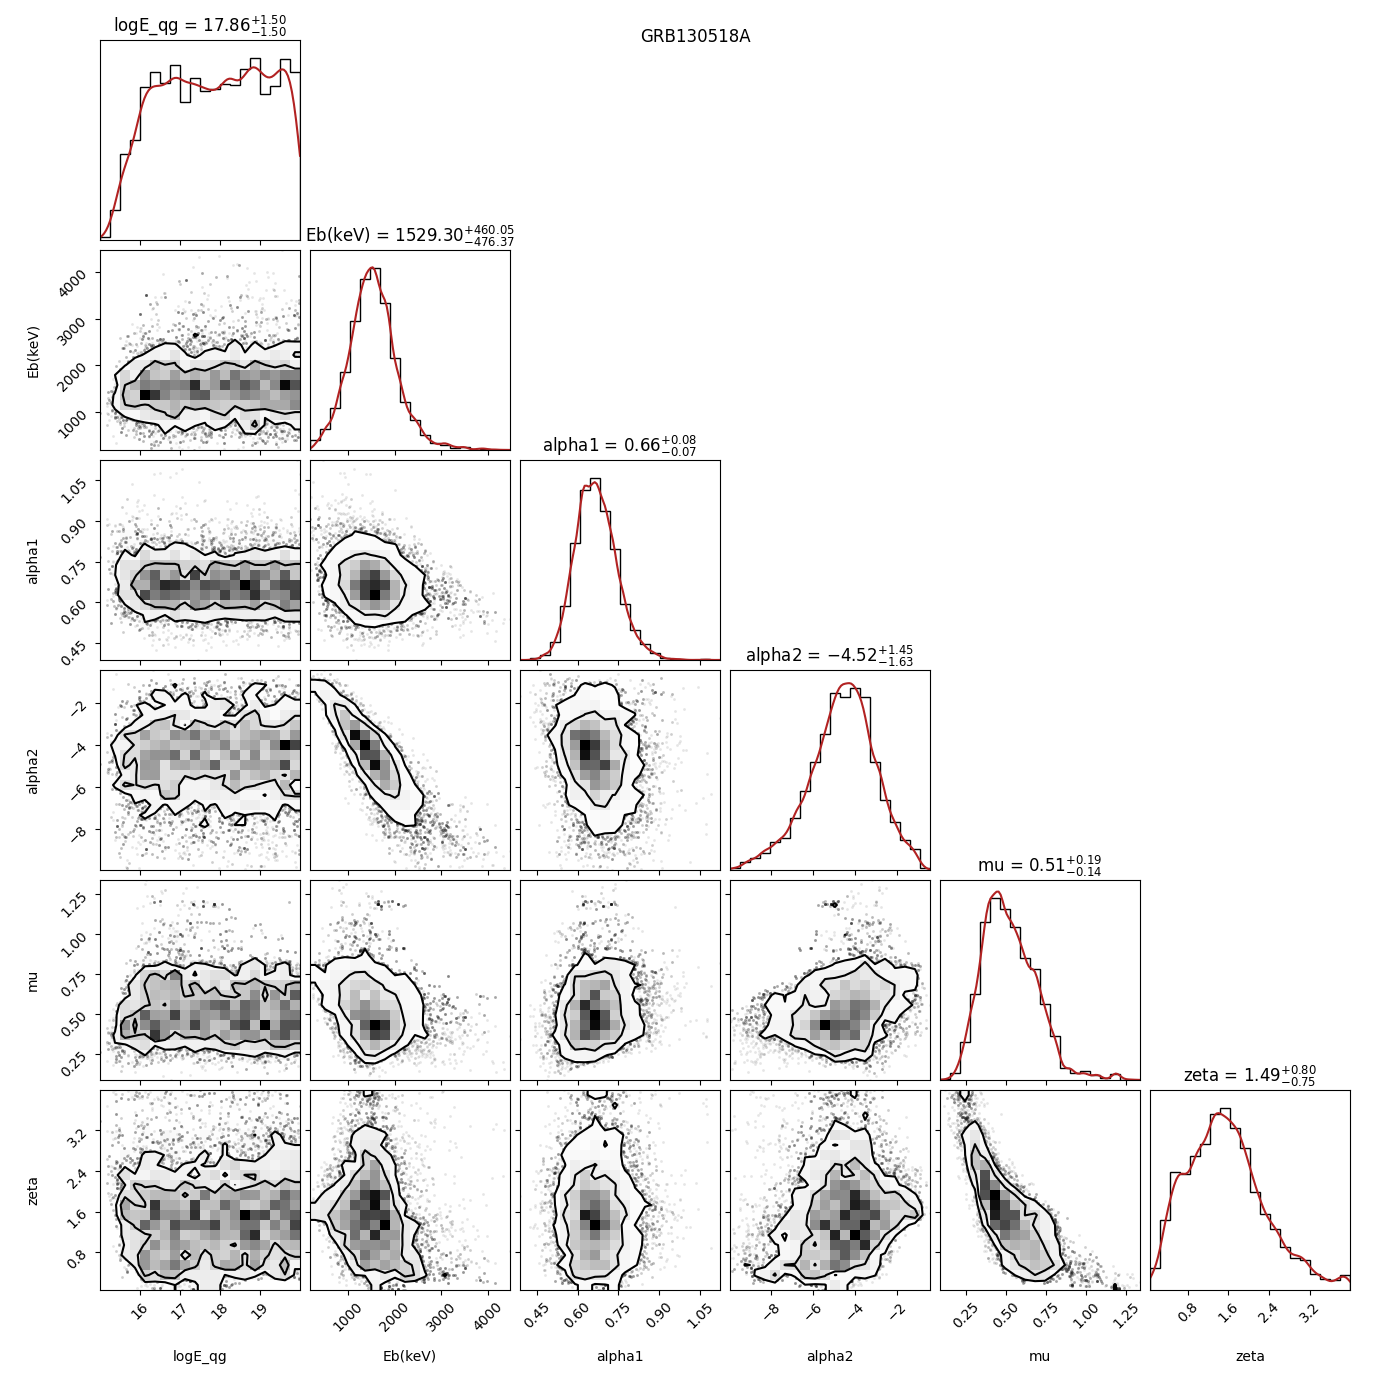 logE_qg = 17.86+1.50 −1.50
GRB130518A
Eb(keV) = 1529.30+460.05 −476.37
4000
3000
2000
1000
Eb(keV)
alpha1 = 0.66+0.08 −0.07
1.05
0.90
0.75
0.60
0.45
alpha1
alpha2 = −4.52+1.45 −1.63
−2
−4
−6
−8
alpha2
mu = 0.51+0.19 −0.14
1.25
1.00
0.75
0.50
0.25
mu
zeta = 1.49+0.80 −0.75
3.2
2.4
1.6
0.8
zeta
16 17 18 19
1000 2000 3000 4000
0.45 0.60 0.75 0.90 1.05
−8 −6 −4 −2
0.25 0.50 0.75 1.00 1.25
0.8 1.6 2.4 3.2
logE_qg Eb(keV) alpha1 alpha2 mu zeta